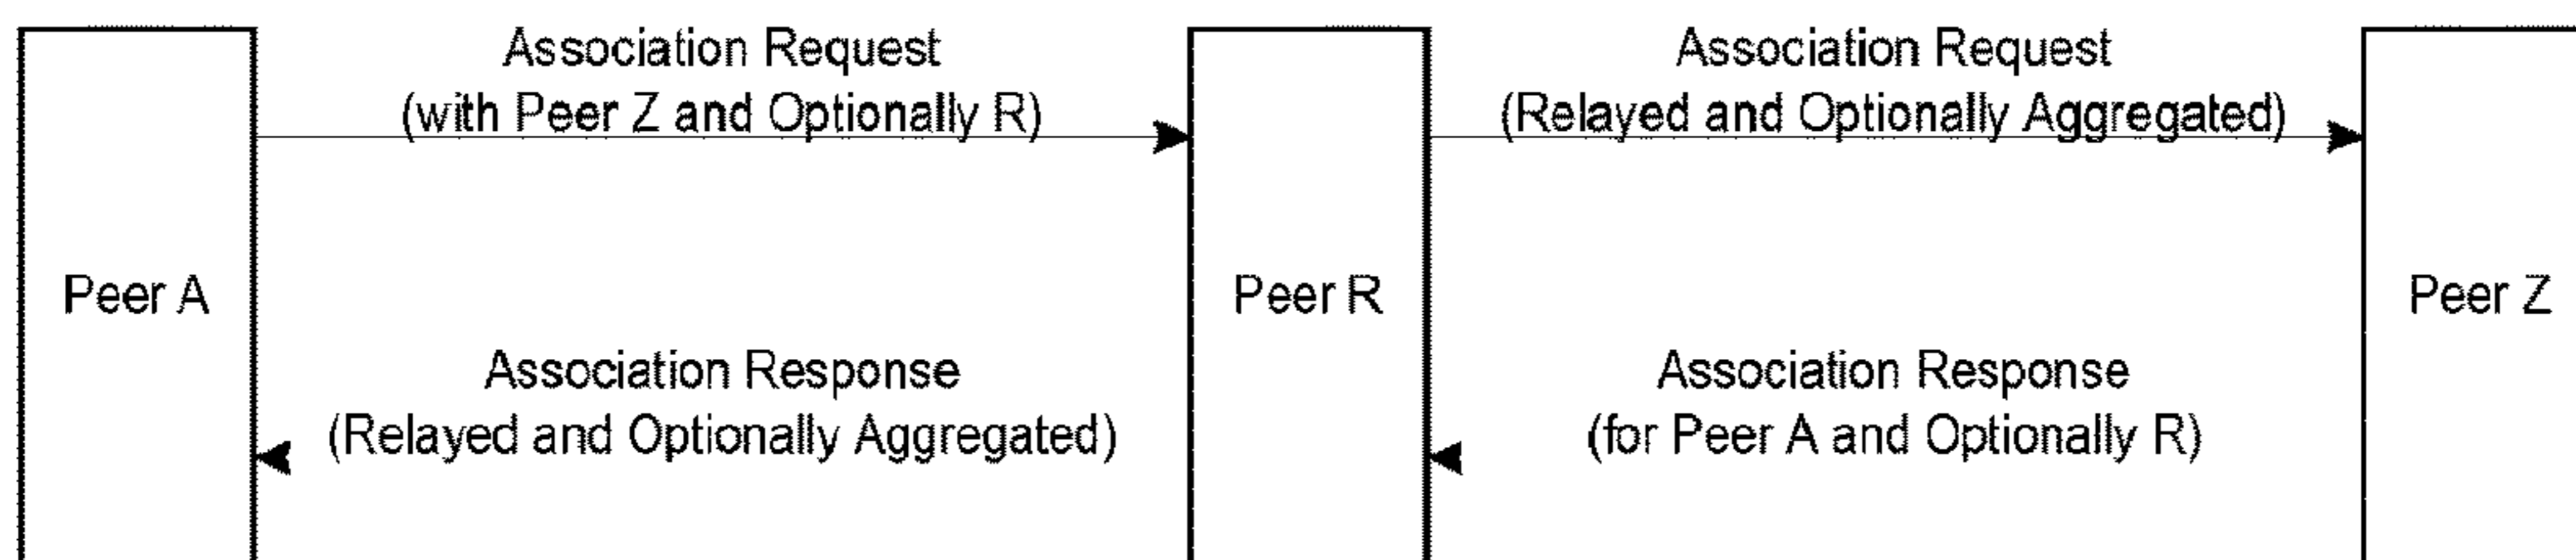 Association Request
(with Peer Z and Optionally R)
Association Request
(Relayed and Optionally Aggregated)
Peer A
Peer R
Peer Z
Association Response
(Relayed and Optionally Aggregated)
Association Response
(for Peer A and Optionally R)